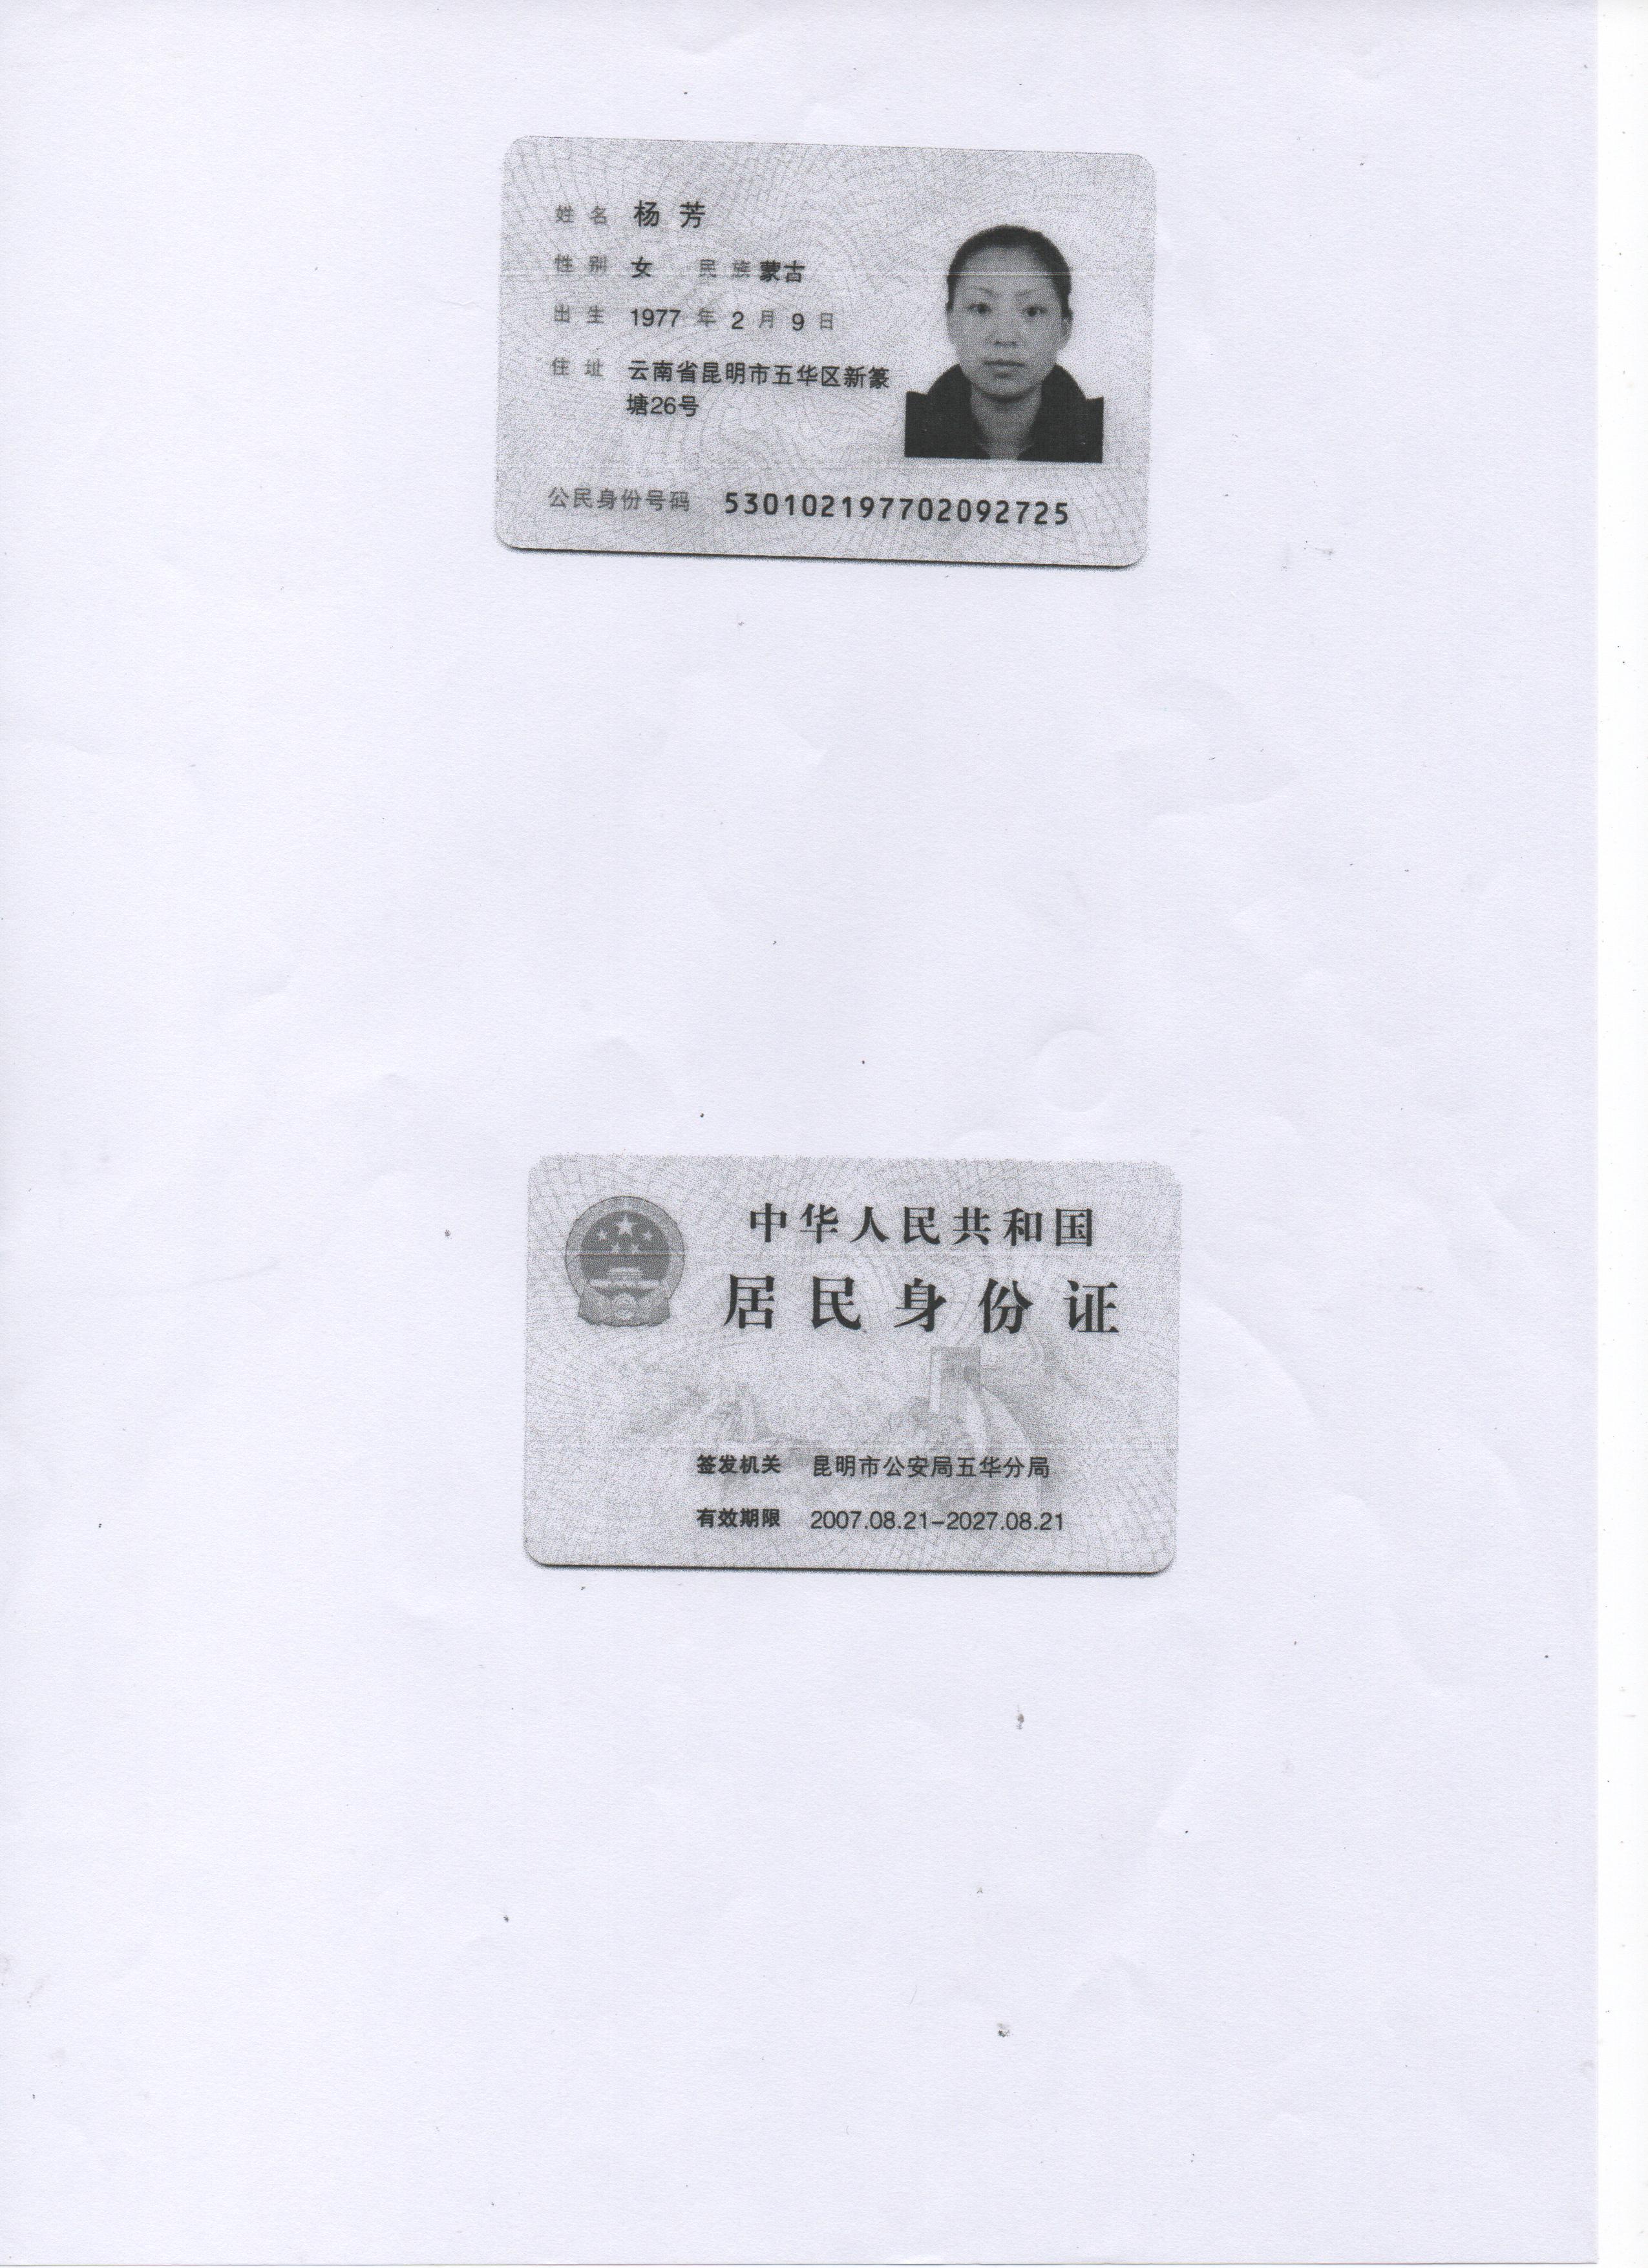 姓名 杨芳
性别 女 民族 蒙古
出生 1977 年 2 月 9 日
住址 云南省昆明市五华区新篆
塘26号
公民身份号码 530102197702092725
中华人民共和国
居民身份证
签发机关 昆明市公安局五华分局
有效期限 2007.08.21-2027.08.21